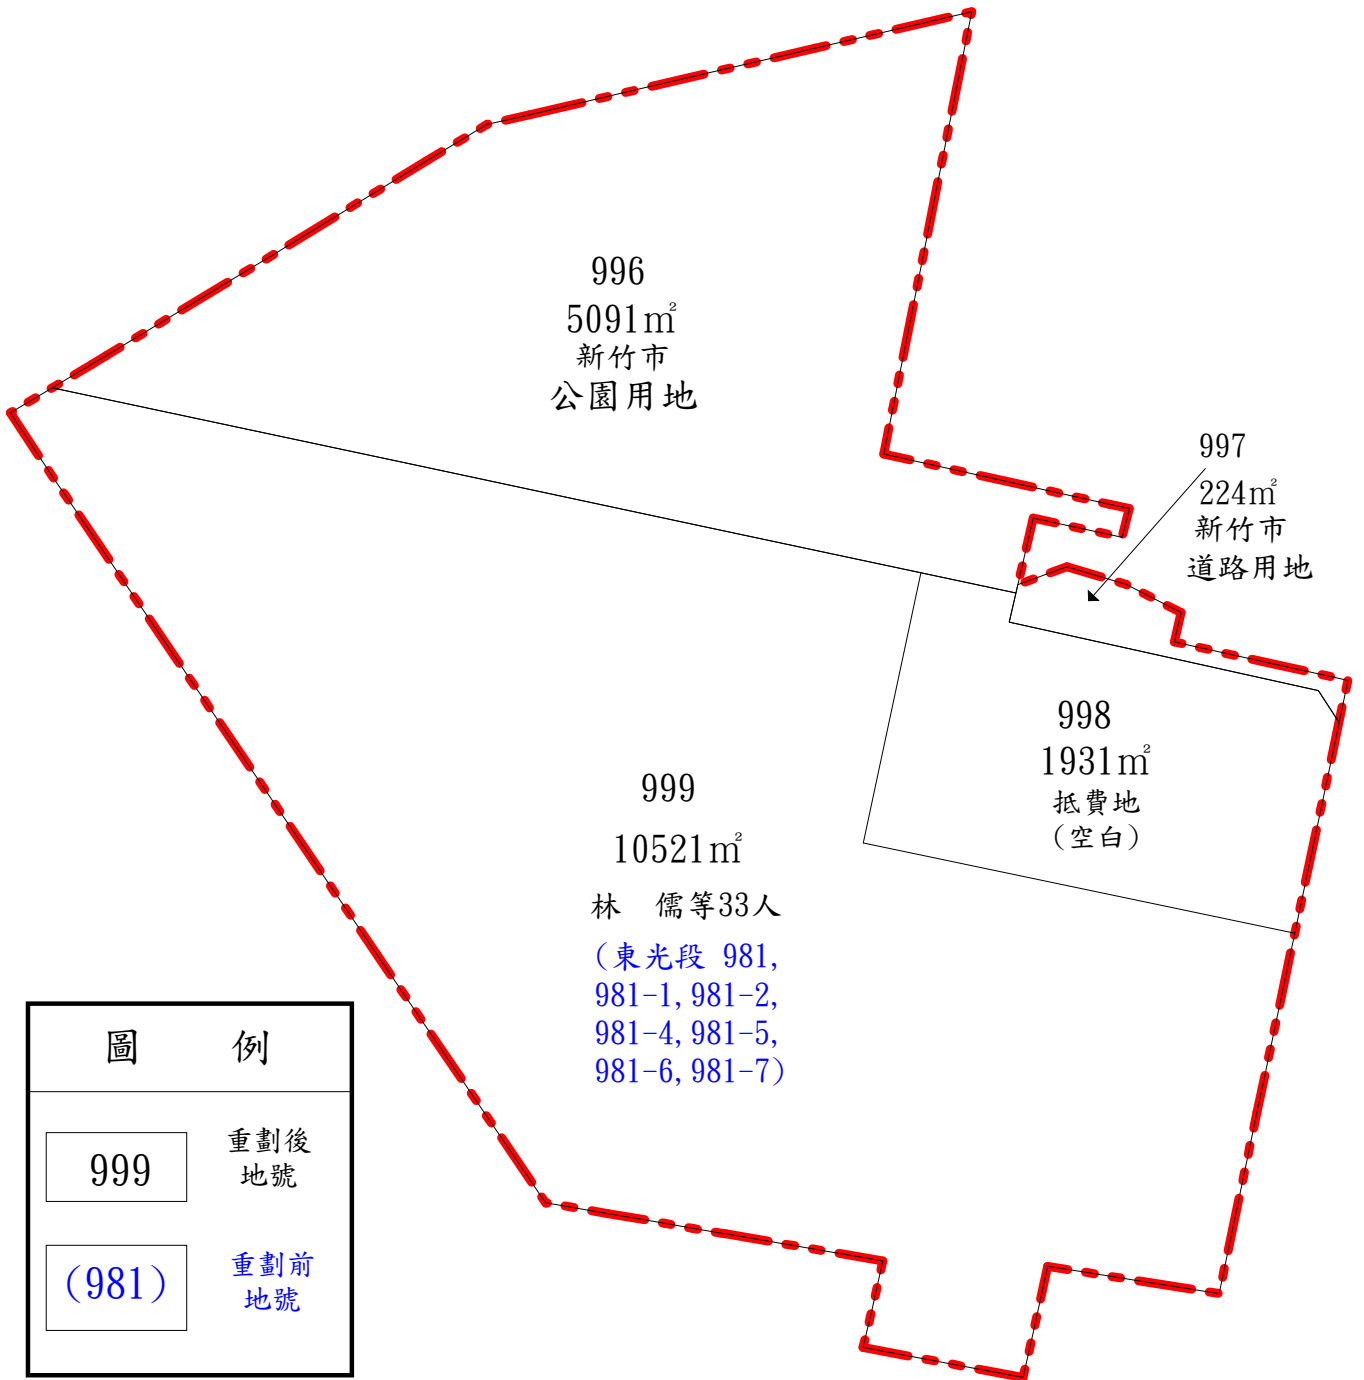 996
5091㎡
新竹市
公園用地
997
224㎡
新竹市
道路用地
998
1931㎡
抵費地
(空白)
999
10521㎡
林　儒等33人
(東光段 981,
981-1, 981-2,
981-4, 981-5,
981-6, 981-7)
圖　例
999
重劃後
地號
(981)
重劃前
地號